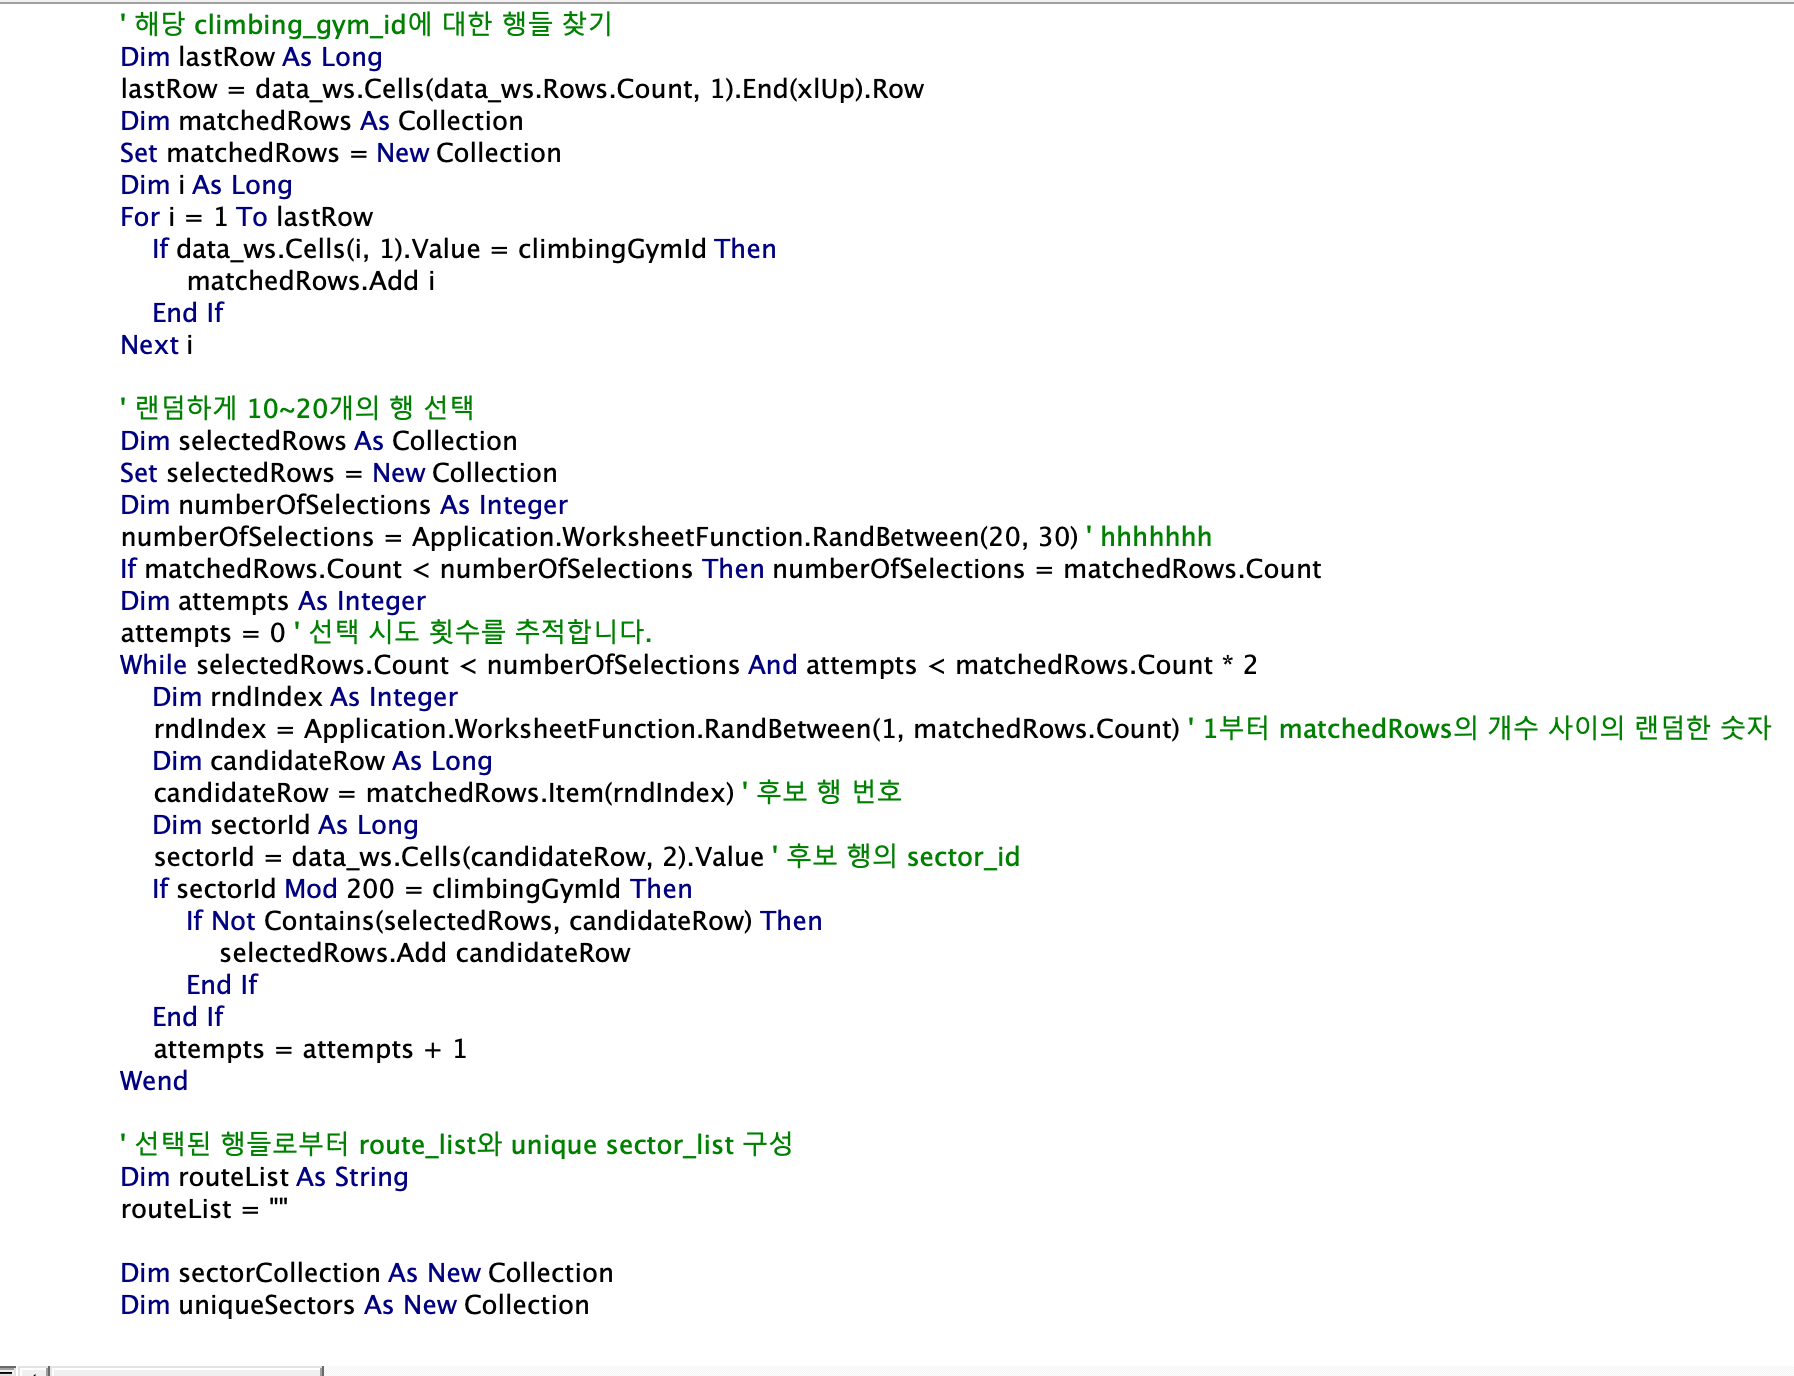 ' 해당 climbing_gym_id에 대한 행들 찾기
Dim lastRow As Long
lastRow = data_ws.Cells(data_ws.Rows.Count, 1).End(xlUp).Row
Dim matchedRows As Collection
Set matchedRows = New Collection
Dim i As Long
For i = 1 To lastRow
If data_ws.Cells(i, 1).Value = climbingGymId Then
matchedRows.Add i
End If
Next i
' 랜덤하게 10~20개의 행 선택
Dim selectedRows As Collection
Set selectedRows = New Collection
Dim numberOfSelections As Integer
numberOfSelections = Application.WorksheetFunction.RandBetween(20, 30) ' hhhhhhh
If matchedRows.Count < numberOfSelections Then numberOfSelections = matchedRows.Count
Dim attempts As Integer
attempts = 0 ' 선택 시도 횟수를 추적합니다.
While selectedRows.Count < numberOfSelections And attempts < matchedRows.Count * 2
Dim rndIndex As Integer
rndIndex = Application.WorksheetFunction.RandBetween(1, matchedRows.Count) ' 1부터 matchedRows의 개수 사이의 랜덤한 숫자
Dim candidateRow As Long
candidateRow = matchedRows.Item(rndIndex) ' 후보 행 번호
Dim sectorId As Long
sectorId = data_ws.Cells(candidateRow, 2).Value ' 후보 행의 sector_id
If sectorId Mod 200 = climbingGymId Then
If Not Contains(selectedRows, candidateRow) Then
selectedRows.Add candidateRow
End If
End If
attempts = attempts + 1
Wend
' 선택된 행들로부터 route_list와 unique sector_list 구성
Dim routeList As String
routeList = ""
Dim sectorCollection As New Collection
Dim uniqueSectors As New Collection